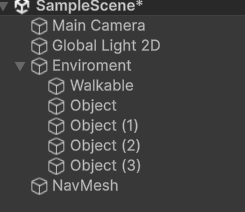 SampleScene*
Main Camera
Global Light 2D
Enviroment
Walkable
Object
Object (1)
Object (2)
Object (3)
NavMesh